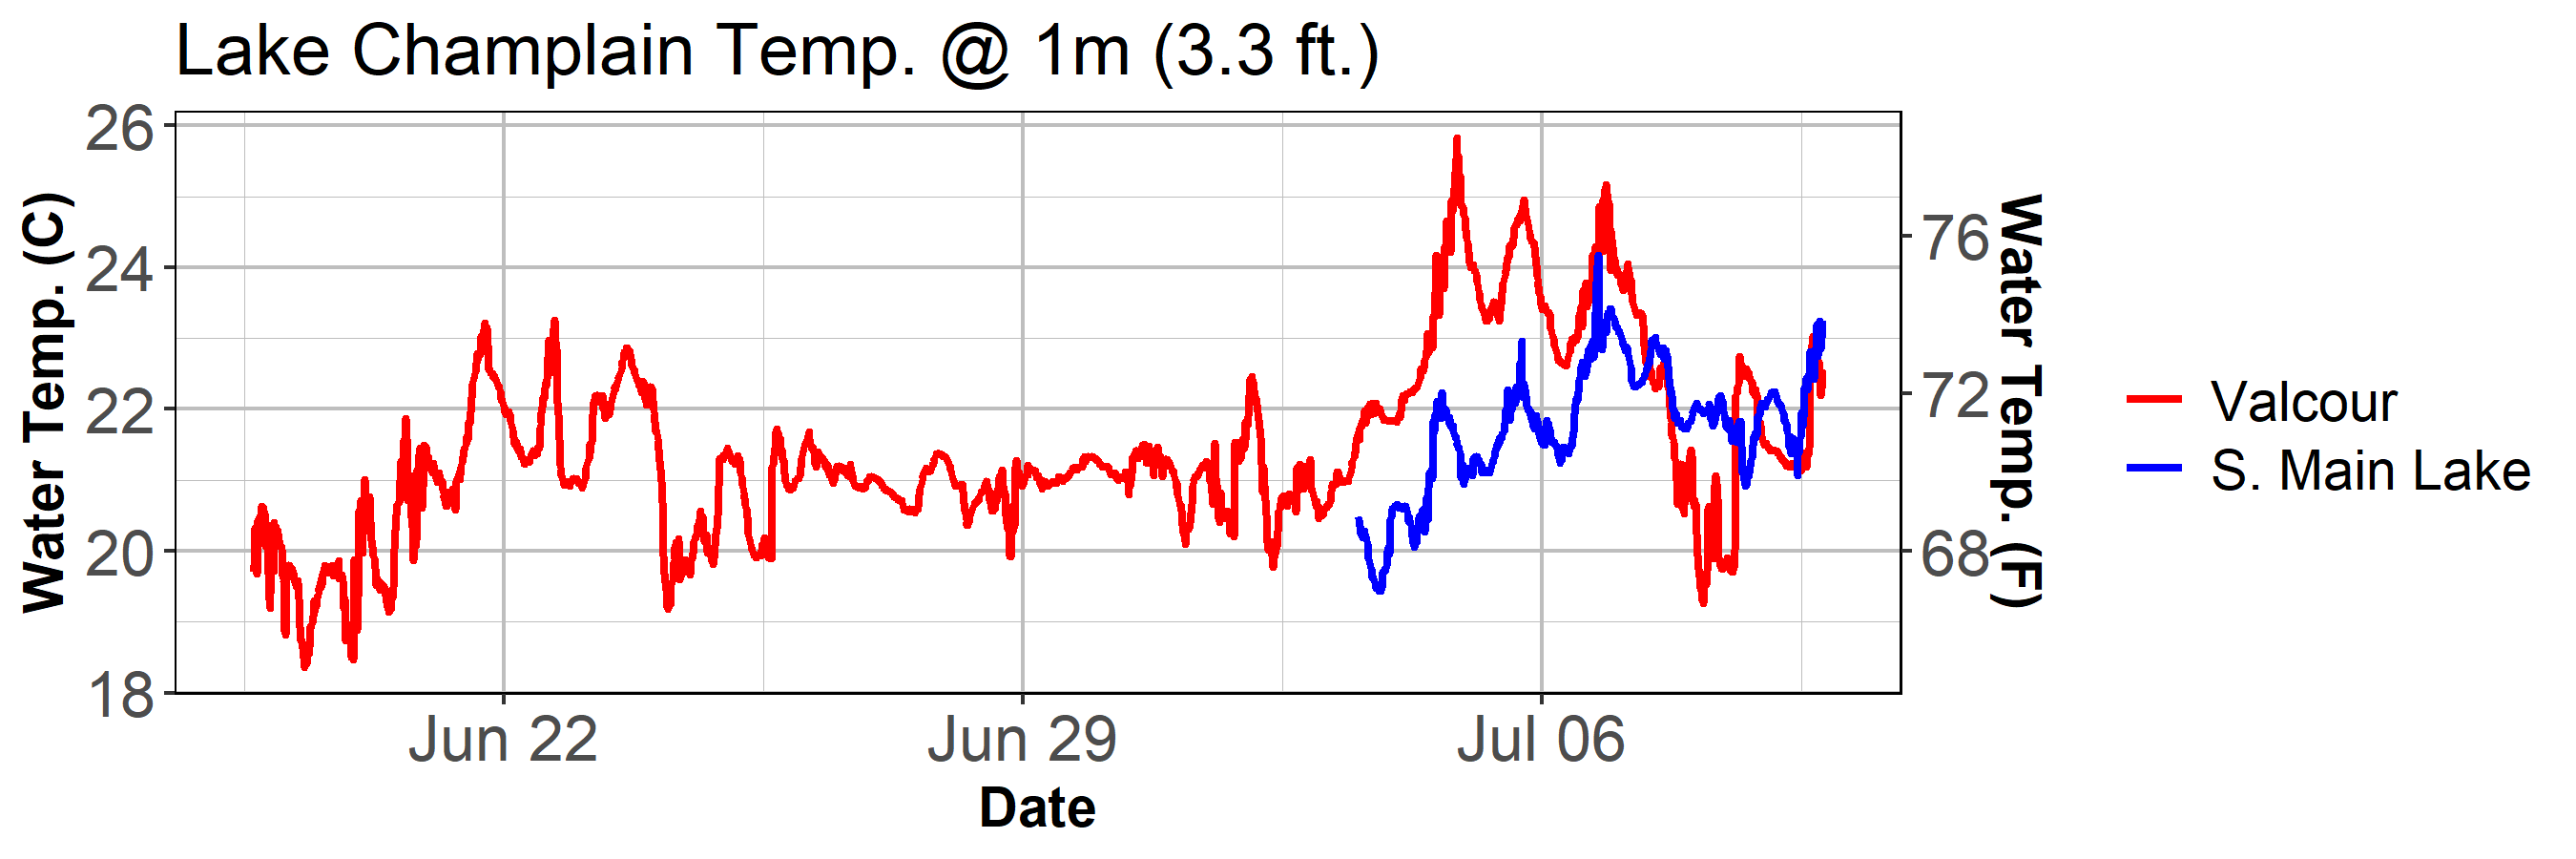 Lake Champlain Temp. @ 1m (3.3 ft.)
Water Temp. (C)
26
24
22
20
18
76
72
68
Water Temp. (F)
Jun 22
Jun 29
Jul 06
Date
Valcour
S. Main Lake